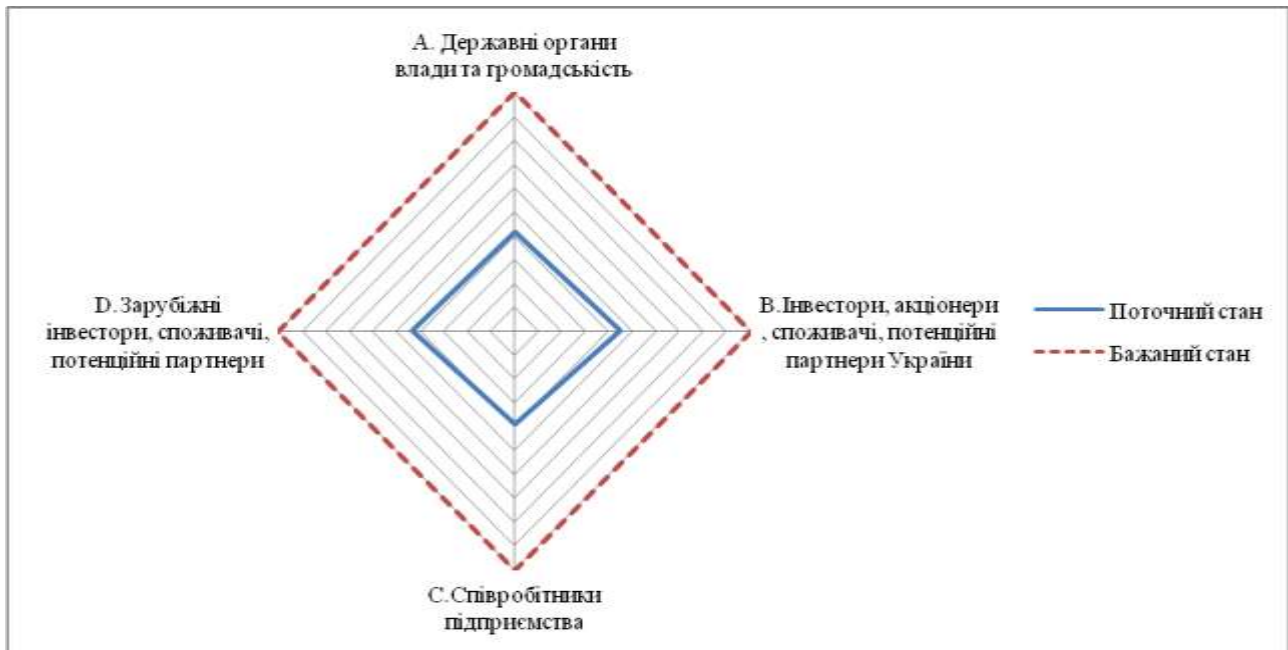 А. Державні органи
влади та громадськість
D. Зарубіжні
інвестори, споживачі,
потенційні партнери
В.Інвестори, акціонери
, споживачі, потенційні
партнери України
Поточний стан
Бажаний стан
С.Співробітники
підприємства